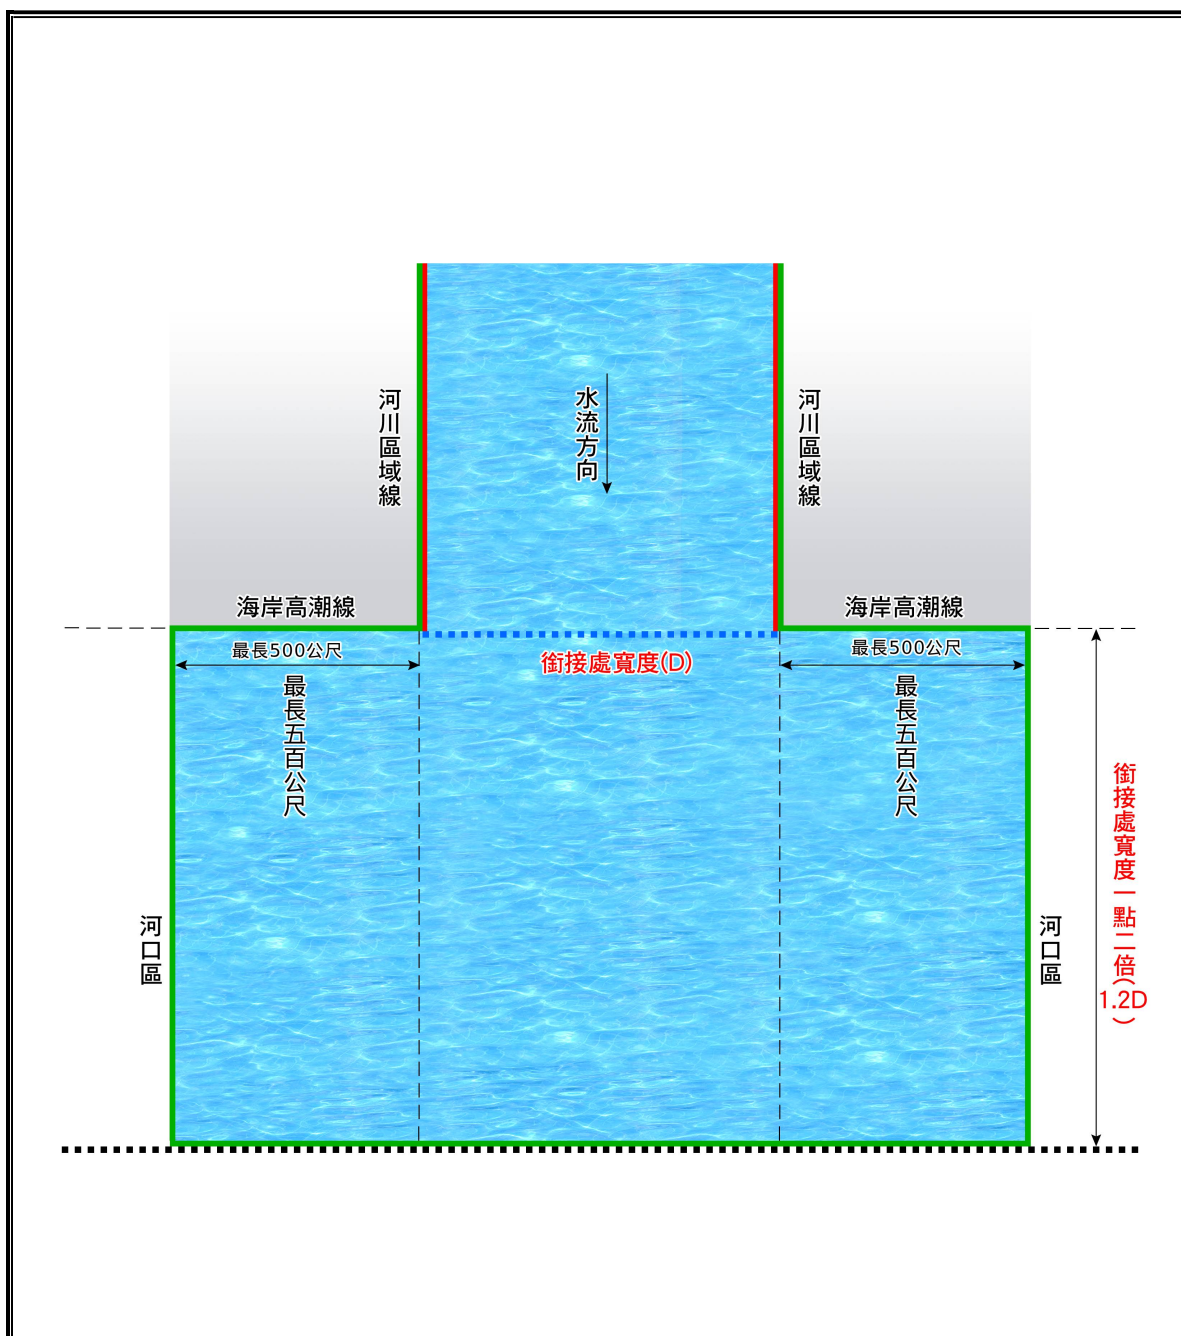 河川區域線
水流方向
河川區域線
海岸高潮線
海岸高潮線
最長500公尺
銜接處寬度(D)
最長500公尺
最長五百公尺
最長五百公尺
銜接處寬度一點二倍(1.2D)
河口區
河口區